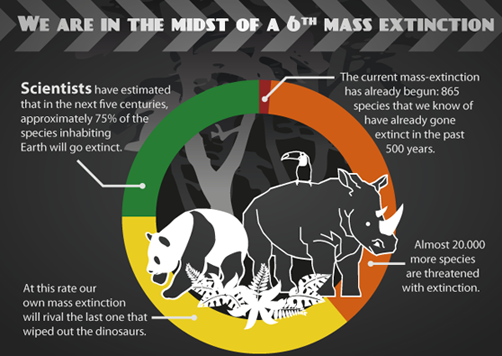 WE ARE IN THE MIDST OF A 6TH MASS EXTINCTION
Scientists have estimated
that in the next five centuries,
approximately 75% of the
species inhabiting
Earth will go extinct.
The current mass-extinction
has already begun: 865
species that we know of
have already gone
extinct in the past
500 years.
Almost 20.000
more species
are threatened
with extinction.
At this rate our
own mass extinction
will rival the last one that
wiped out the dinosaurs.